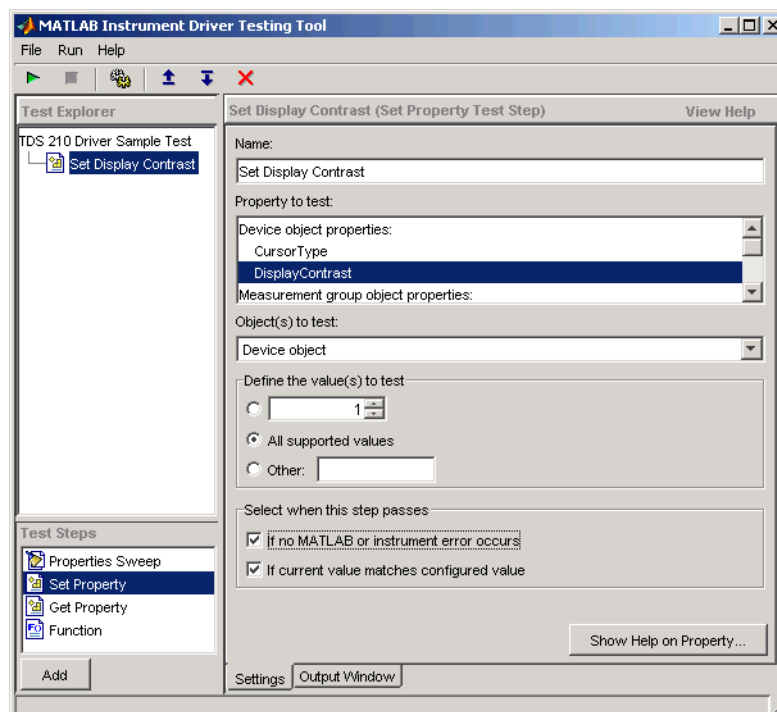 MATLAB Instrument Driver Testing Tool
File Run Help
Test Explorer
TDS 210 Driver Sample Test
Set Display Contrast
Test Steps
Properties Sweep
Set Property
Get Property
Function
Add
Set Display Contrast (Set Property Test Step) View Help
Name:
Set Display Contrast
Property to test:
Device object properties:
CursorType
DisplayContrast
Measurement group object properties:
Object(s) to test:
Device object
Define the value(s) to test
1
All supported values
Other:
Select when this step passes
If no MATLAB or instrument error occurs
If current value matches configured value
Show Help on Property...
Settings Output Window